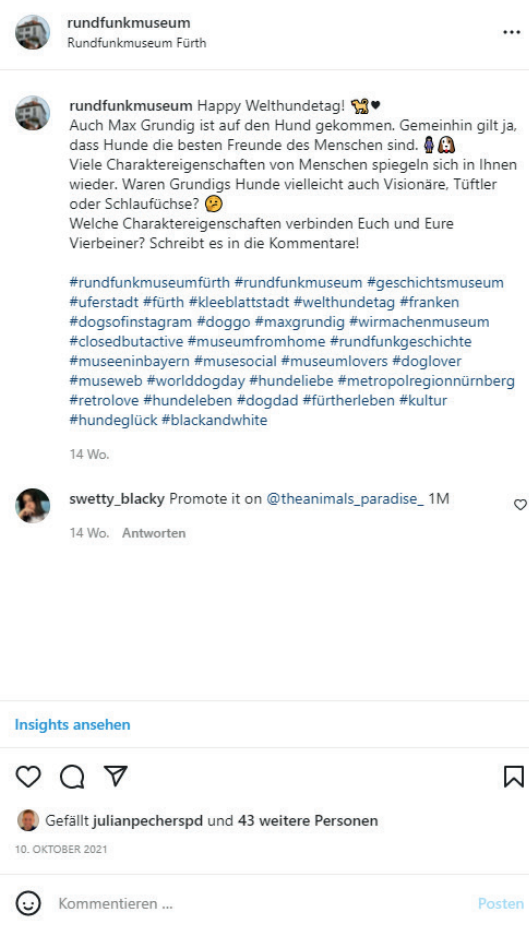 rundfunkmuseum
Rundfunkmuseum Fürth
rundfunkmuseum Happy Welthundetag! 🐕♥
Auch Max Grundig ist auf den Hund gekommen. Gemeinhin gilt ja,
dass Hunde die besten Freunde des Menschen sind. 🧍‍♀️🐶
Viele Charaktereigenschaften von Menschen spiegeln sich in Ihnen
wieder. Waren Grundigs Hunde vielleicht auch Visionäre, Tüftler
oder Schlaufüchse? 🤔
Welche Charaktereigenschaften verbinden Euch und Eure
Vierbeiner? Schreibt es in die Kommentare!
#rundfunkmuseumfürth #rundfunkmuseum #geschichtsmuseum
#uferstadt #fürth #kleeblattstadt #welthundetag #franken
#dogsofinstagram #doggo #maxgrundig #wirmachenmuseum
#closedbutactive #museumfromhome #rundfunkgeschichte
#museeninbayern #musesocial #museumlovers #doglover
#museweb #worlddogday #hundeliebe #metropolregionnürnberg
#retrolove #hundeleben #dogdad #fürtherleben #kultur
#hundeglück #blackandwhite
14 Wo.
swetty_blacky Promote it on @theanimals_paradise_ 1M
14 Wo. Antworten
Insights ansehen
Gefällt julianpecherspd und 43 weitere Personen
10. OKTOBER 2021
Kommentieren ...
Posten